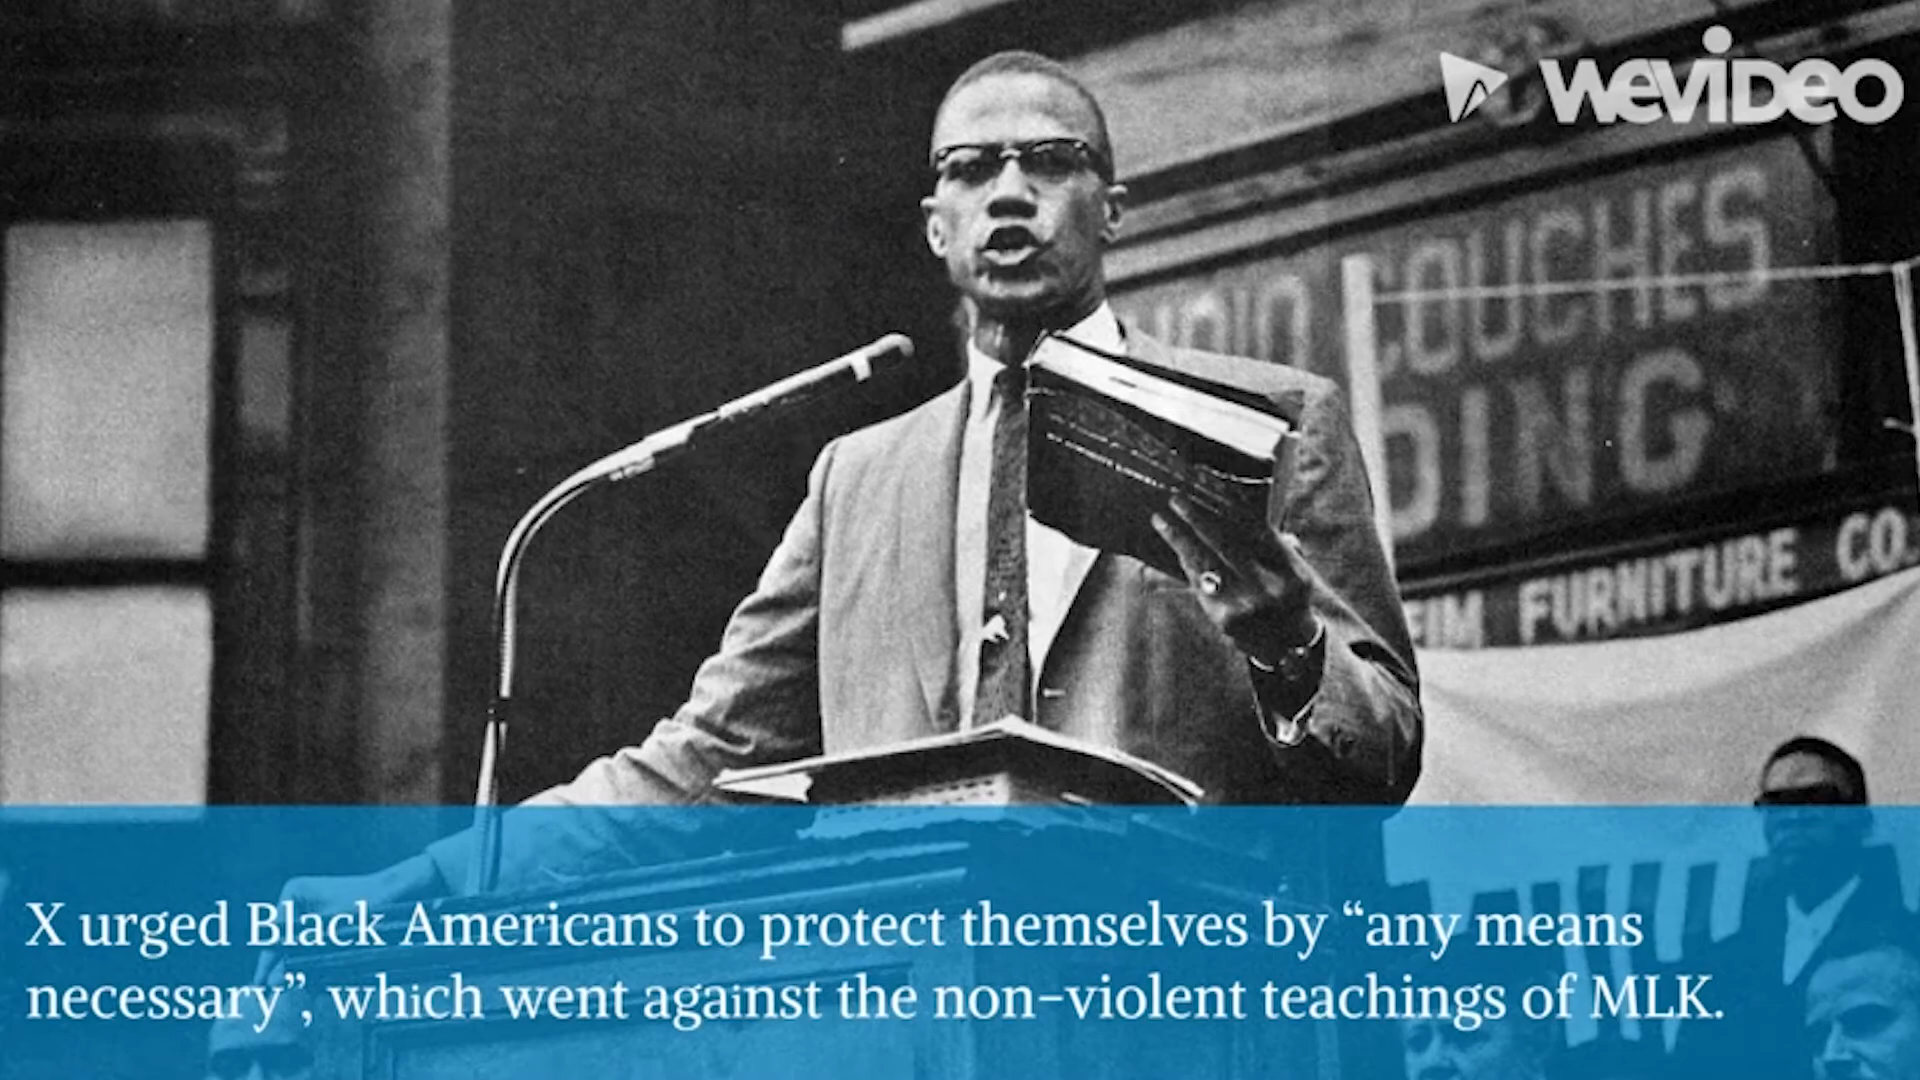 WEVIDEO
COUCHES
DING
FURNITURE CO.
X urged Black Americans to protect themselves by “any means
necessary”, which went against the non-violent teachings of MLK.